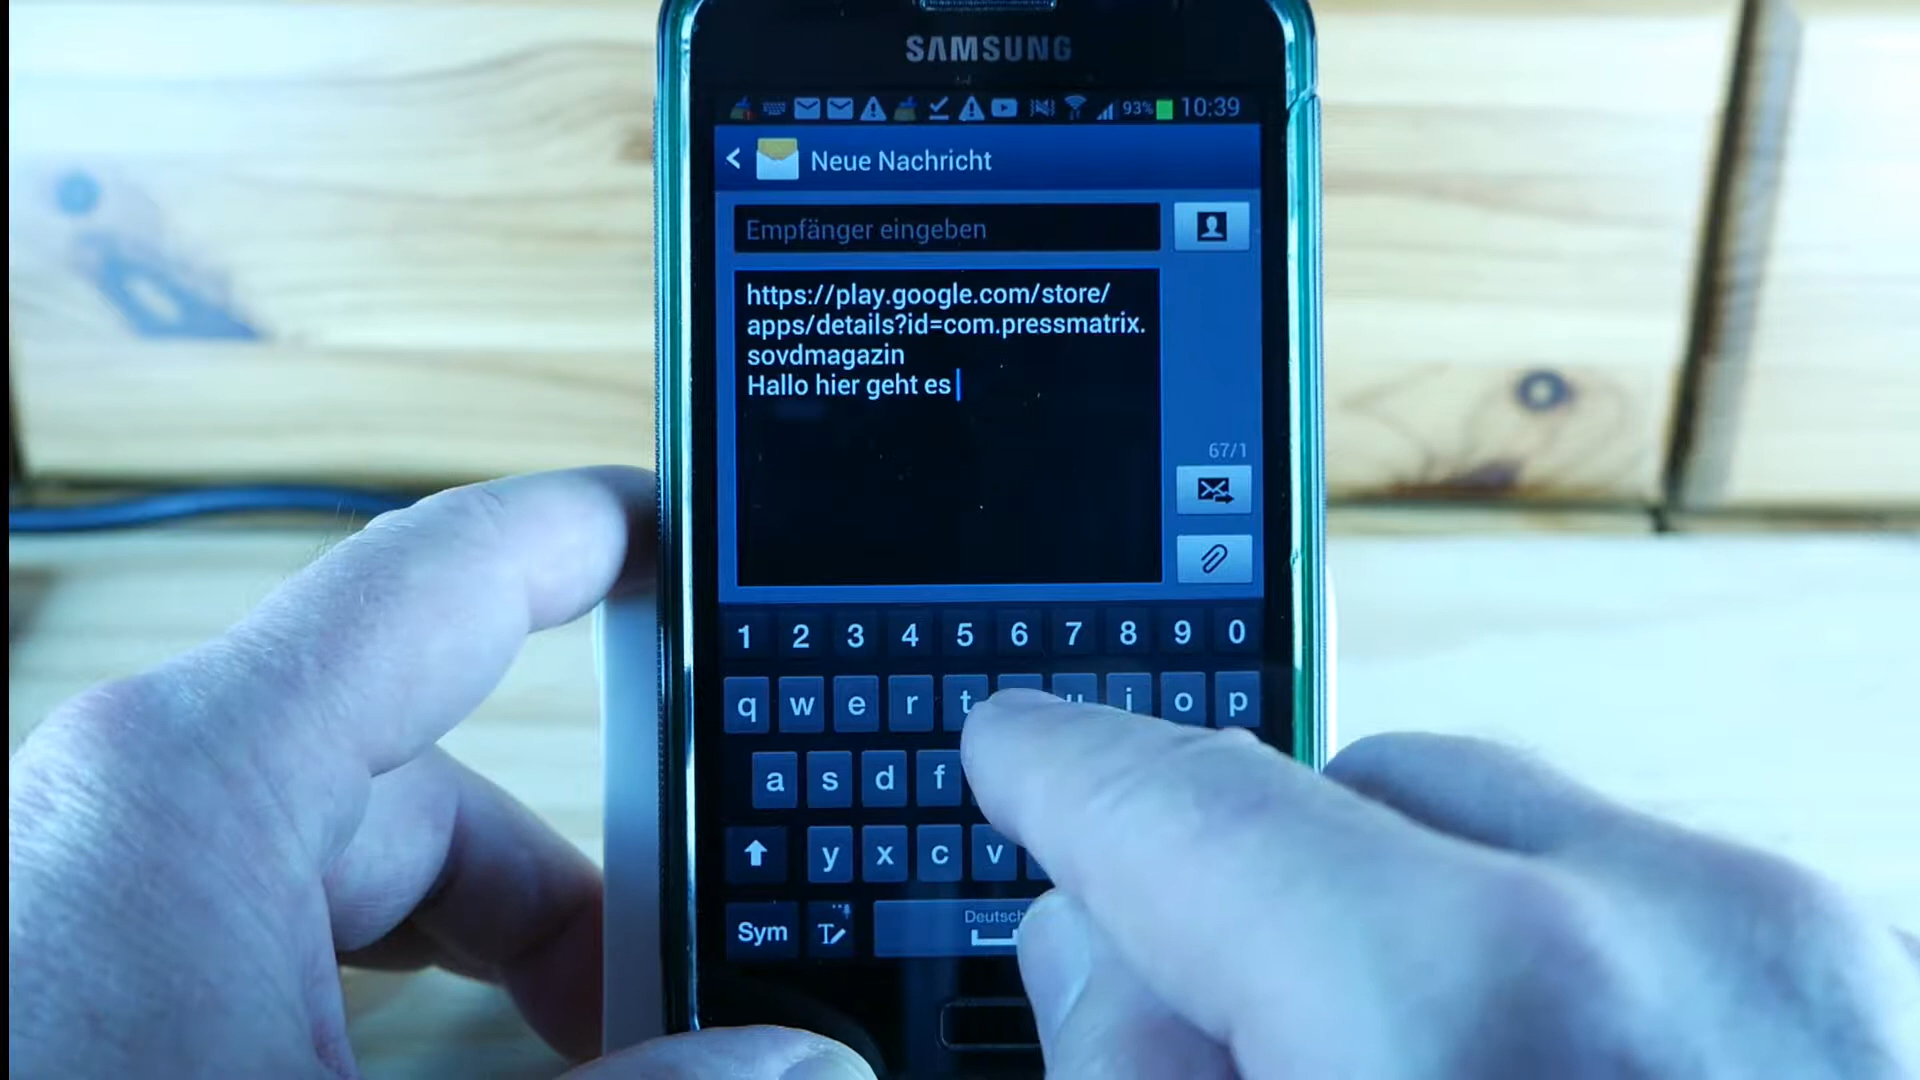 SAMSUNG
93% 10:39
Neue Nachricht
Empfänger eingeben
https://play.google.com/store/
apps/details?id=com.pressmatrix.
sovdmagazin
Hallo hier geht es
67/1
1 2 3 4 5 6 7 8 9 0
q w e r t u i o p
a s d f
y x c v
Sym Deutsch